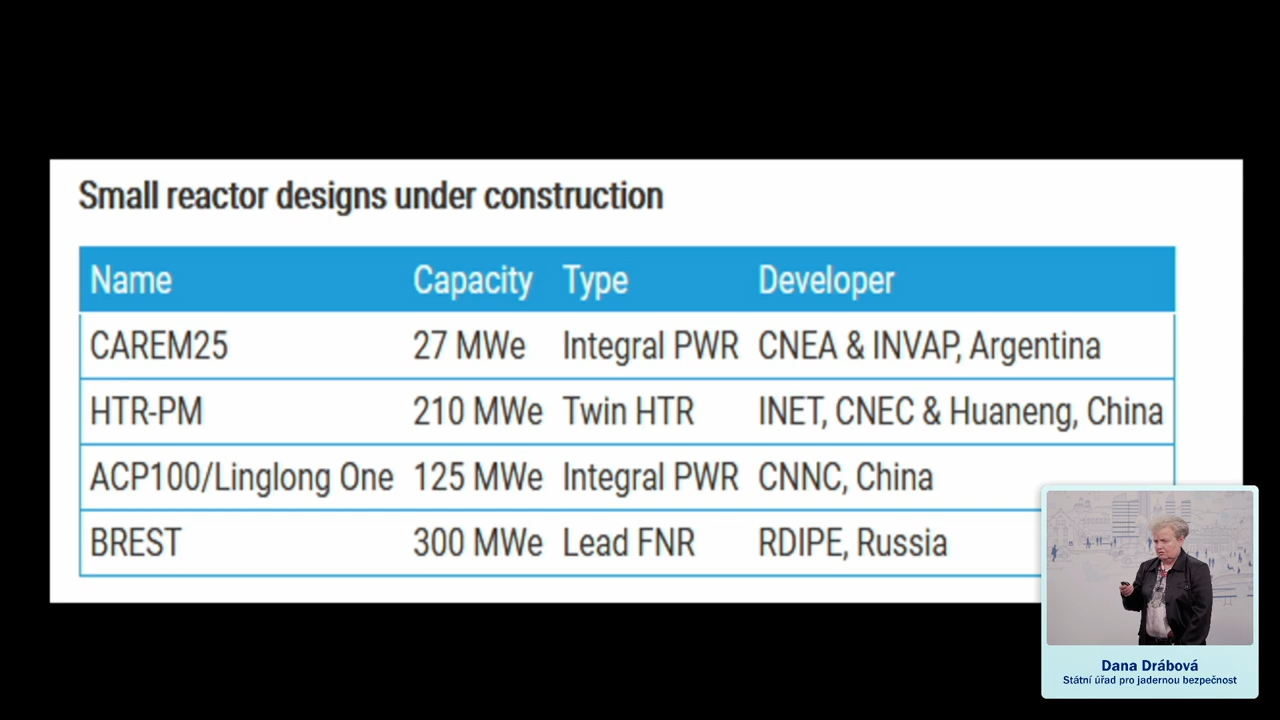 Small reactor designs under construction
Name Capacity Type Developer
CAREM25 27 MWe Integral PWR CNEA & INVAP, Argentina
HTR-PM 210 MWe Twin HTR INET, CNEC & Huaneng, China
ACP100/Linglong One 125 MWe Integral PWR CNNC, China
BREST 300 MWe Lead FNR RDIPE, Russia
Dana Drábová
Státní úřad pro jadernou bezpečnost